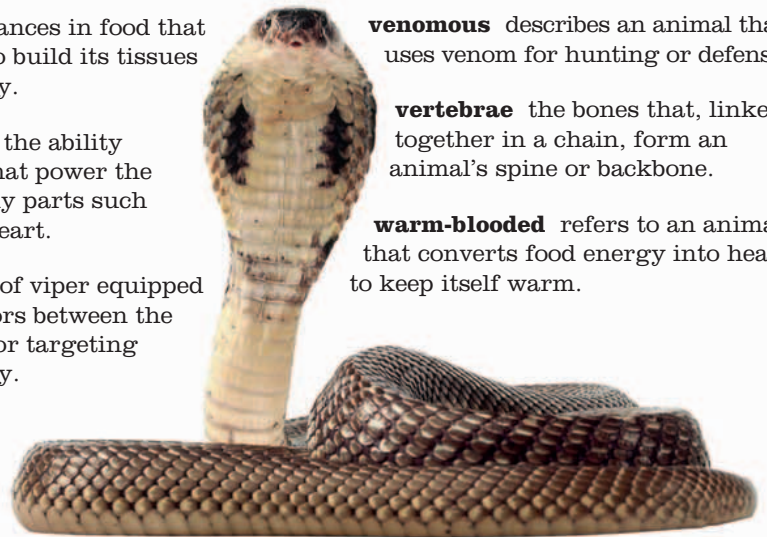 ances in food that
o build its tissues
y.
the ability
hat power the
y parts such
eart.
of viper equipped
ors between the
or targeting
y.
venomous describes an animal tha
uses venom for hunting or defens
vertebrae the bones that, linke
together in a chain, form an
animal’s spine or backbone.
warm-blooded refers to an anima
that converts food energy into hea
to keep itself warm.